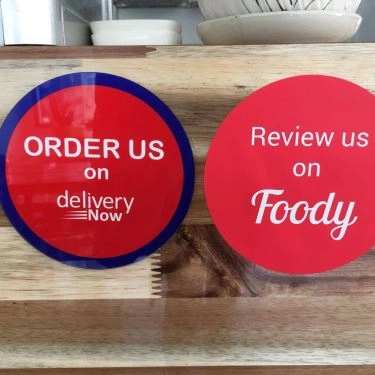 ORDER US
on
delivery
Now
Review us
on
Foody